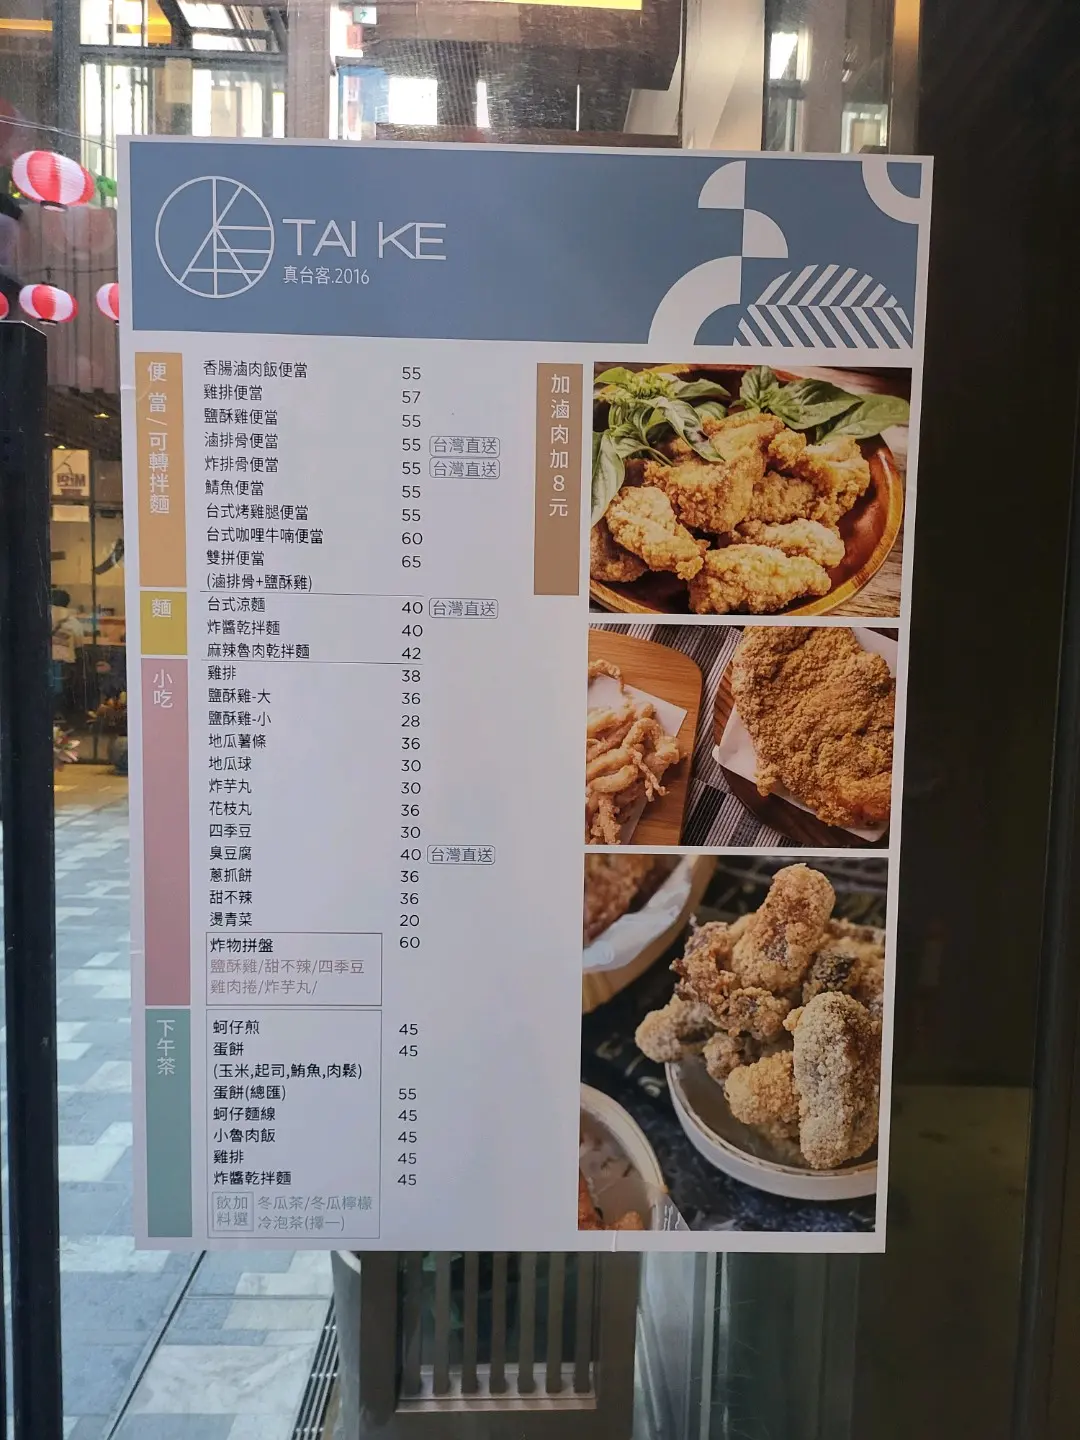 TAI KE
真台客.2016
便當/可轉拌麵
香腸滷肉飯便當 55
雞排便當 57
鹽酥雞便當 55
滷排骨便當 55 台灣直送
炸排骨便當 55 台灣直送
鯖魚便當 55
台式烤雞腿便當 55
台式咖哩牛喃便當 60
雙拼便當 65
(滷排骨+鹽酥雞)
加滷肉加8元
麵
台式涼麵 40 台灣直送
炸醬乾拌麵 40
麻辣魯肉乾拌麵 42
小吃
雞排 38
鹽酥雞-大 36
鹽酥雞-小 28
地瓜薯條 36
地瓜球 30
炸芋丸 30
花枝丸 36
四季豆 30
臭豆腐 40 台灣直送
蔥抓餅 36
甜不辣 36
燙青菜 20
炸物拼盤 60
鹽酥雞/甜不辣/四季豆
雞肉捲/炸芋丸/
下午茶
蚵仔煎 45
蛋餅 45
(玉米,起司,鮪魚,肉鬆)
蛋餅(總匯) 55
蚵仔麵線 45
小魯肉飯 45
雞排 45
炸醬乾拌麵 45
飲加 冬瓜茶/冬瓜檸檬
料選 冷泡茶(擇一)